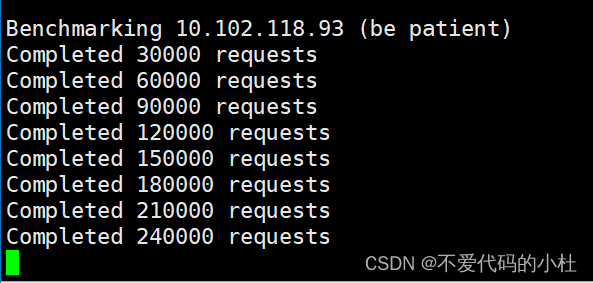 Benchmarking 10.102.118.93 (be patient)
Completed 30000 requests
Completed 60000 requests
Completed 90000 requests
Completed 120000 requests
Completed 150000 requests
Completed 180000 requests
Completed 210000 requests
Completed 240000 requests
CSDN @不爱代码的小杜